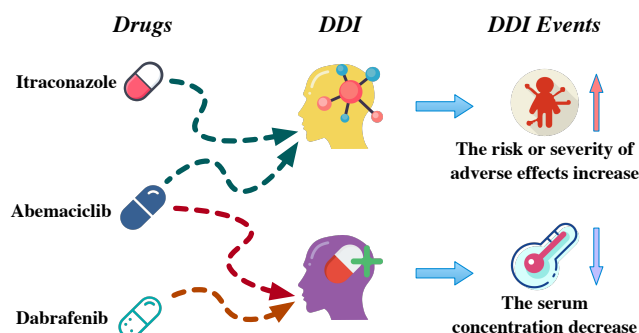 Drugs
DDI
DDI Events
Itraconazole
The risk or severity of
adverse effects increase
Abemaciclib
Dabrafenib
The serum
concentration decrease